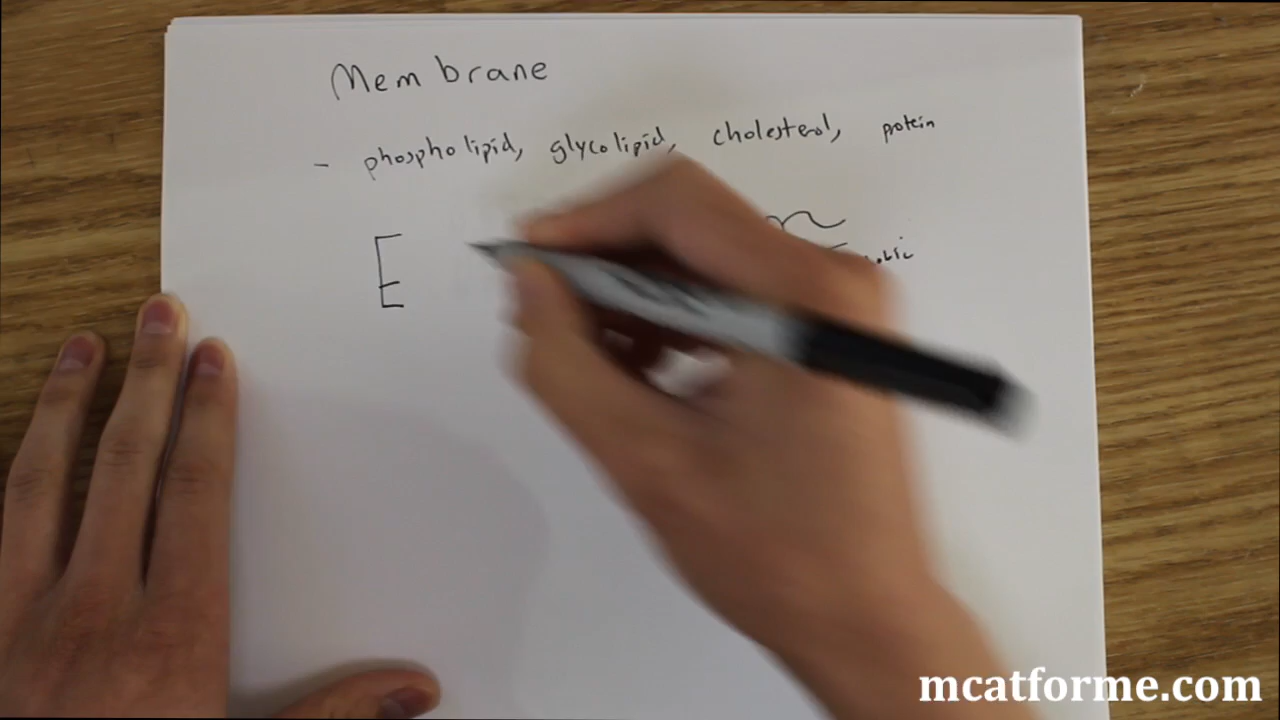 Membrane
- phospholipid, glycolipid, cholesterol, protein
mcatforme.com